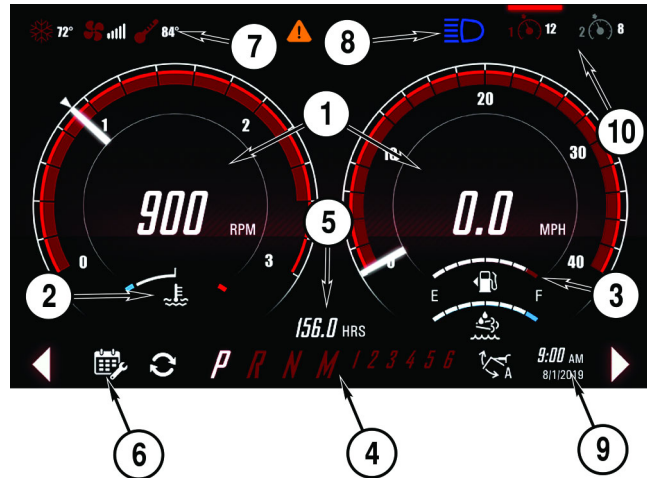 72° 84° 7 8 1 12 2 8
1 2 1 20 10
10 30
900 RPM 5 0.0 MPH
0 3 0 40
2 E F 3
156.0 HRS
P R N M 1 2 3 4 5 6 A 9:00 AM
8/1/2019
6 4 9